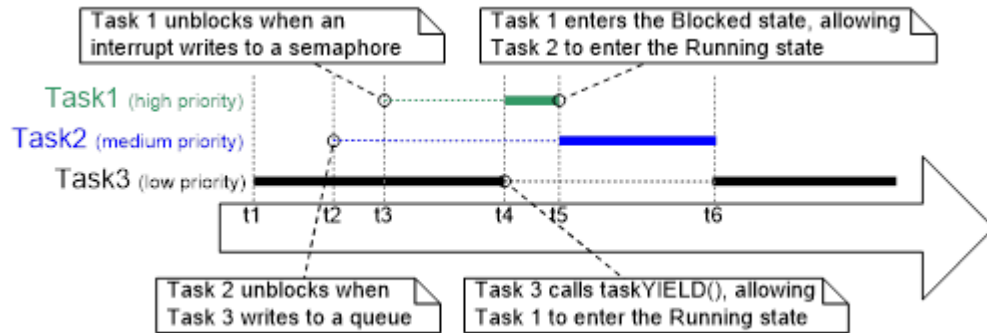 Task 1 unblocks when an
interrupt writes to a semaphore
Task 1 enters the Blocked state, allowing
Task 2 to enter the Running state
Task1 (high priority)
Task2 (medium priority)
Task3 (low priority)
t1 t2 t3 t4 t5 t6
Task 2 unblocks when
Task 3 writes to a queue
Task 3 calls taskYIELD(), allowing
Task 1 to enter the Running state